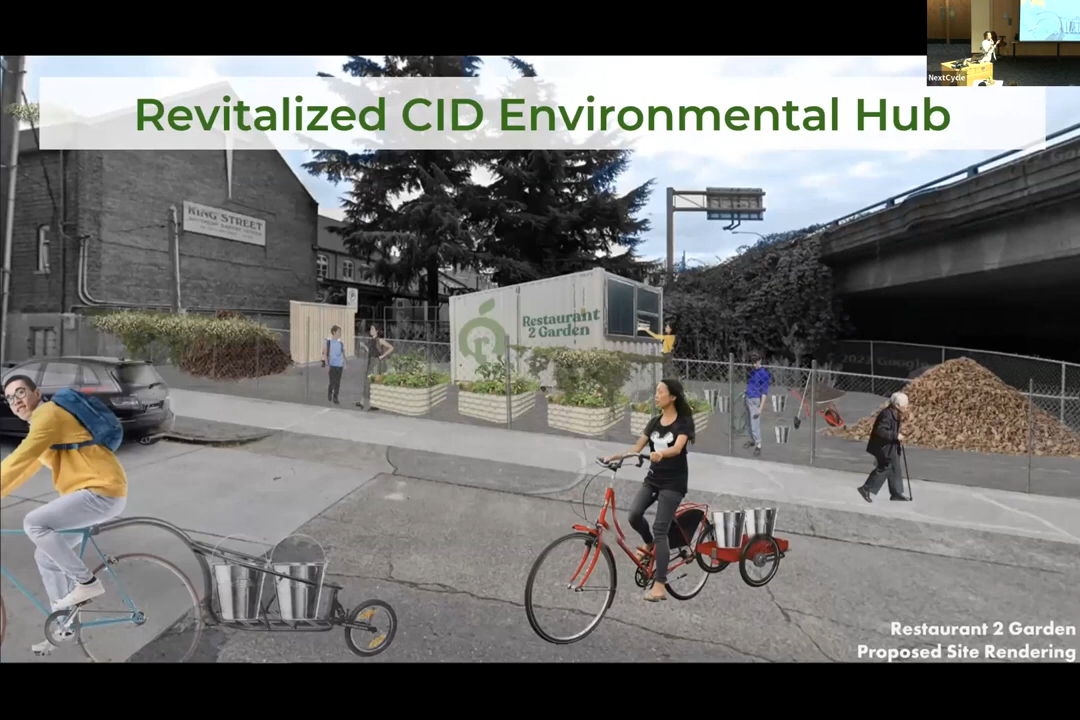 NextCycle
Revitalized CID Environmental Hub
KING STREET
Restaurant
2 Garden
Restaurant 2 Garden
Proposed Site Rendering